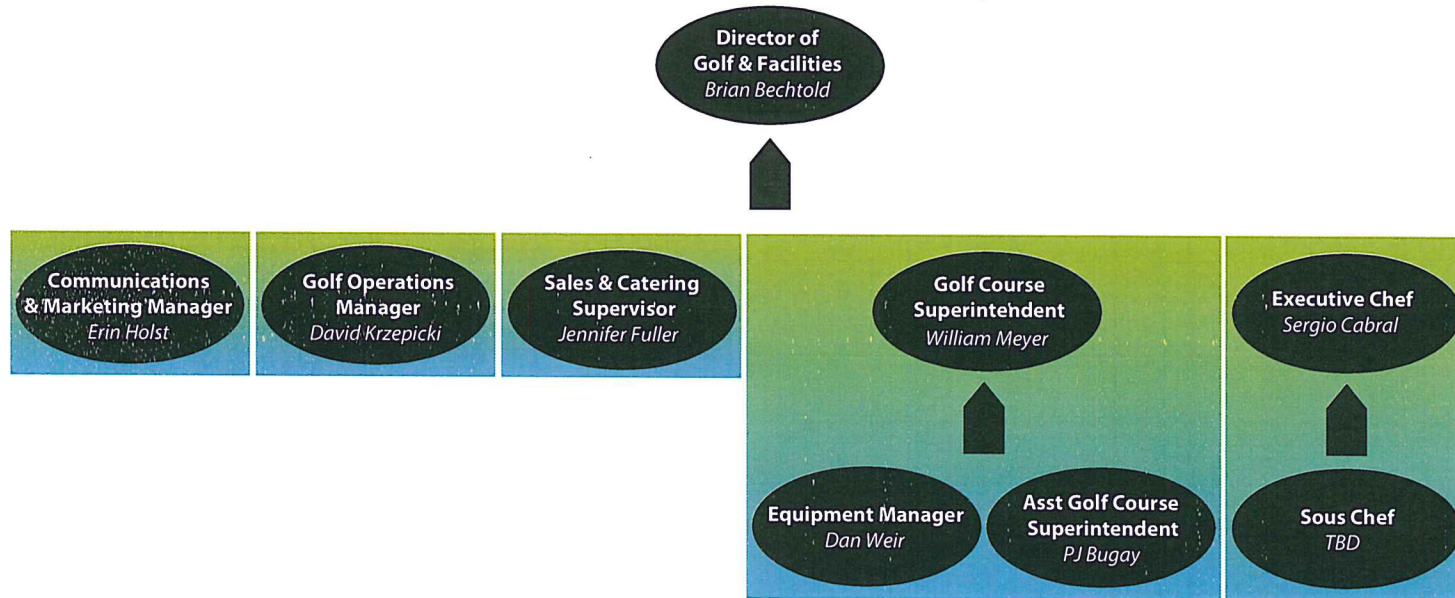 Director of
Golf & Facilities
Brian Bechtold
Communications
& Marketing Manager
Erin Holst
Golf Operations
Manager
David Krzepicki
Sales & Catering
Supervisor
Jennifer Fuller
Golf Course
Superintendent
William Meyer
Executive Chef
Sergio Cabral
Equipment Manager
Dan Weir
Asst Golf Course
Superintendent
PJ Bugay
Sous Chef
TBD